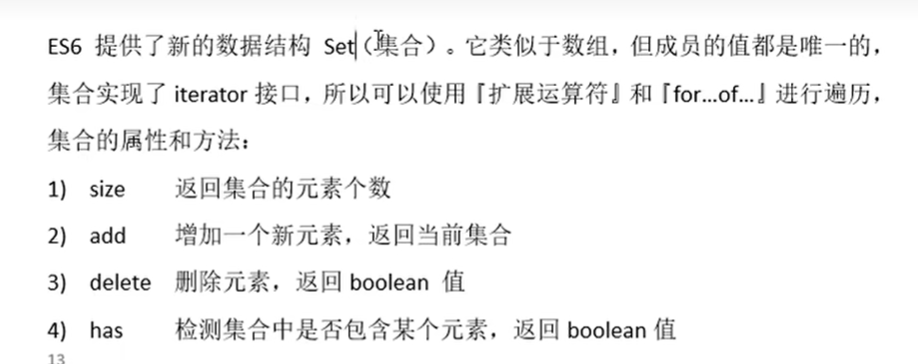 ES6 提供了新的数据结构 Set（集合）。它类似于数组，但成员的值都是唯一的，
集合实现了 iterator 接口，所以可以使用『扩展运算符』和『for…of…』进行遍历，
集合的属性和方法：
1) size 返回集合的元素个数
2) add 增加一个新元素，返回当前集合
3) delete 删除元素，返回 boolean 值
4) has 检测集合中是否包含某个元素，返回 boolean 值
13